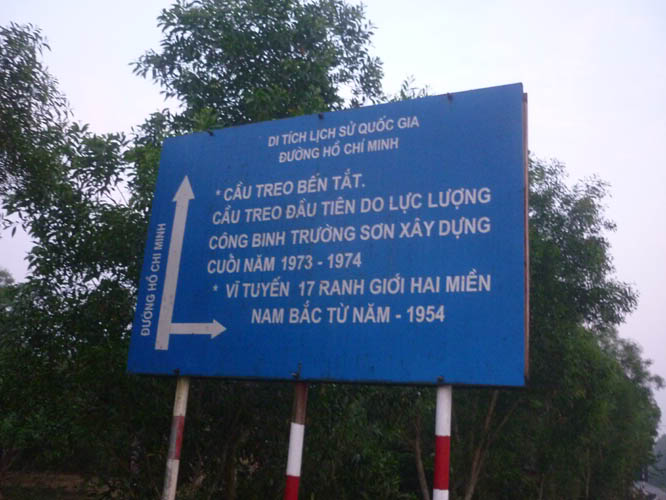 DI TÍCH LỊCH SỬ QUỐC GIA
ĐƯỜNG HỒ CHÍ MINH
* CẦU TREO BẾN TẮT.
CẦU TREO ĐẦU TIÊN DO LỰC LƯỢNG
CÔNG BINH TRƯỜNG SƠN XÂY DỰNG
CUỒI NĂM 1973 - 1974
* VĨ TUYẾN 17 RANH GIỚI HAI MIỀN
NAM BẮC TỪ NĂM - 1954
ĐƯỜNG HỒ CHÍ MINH